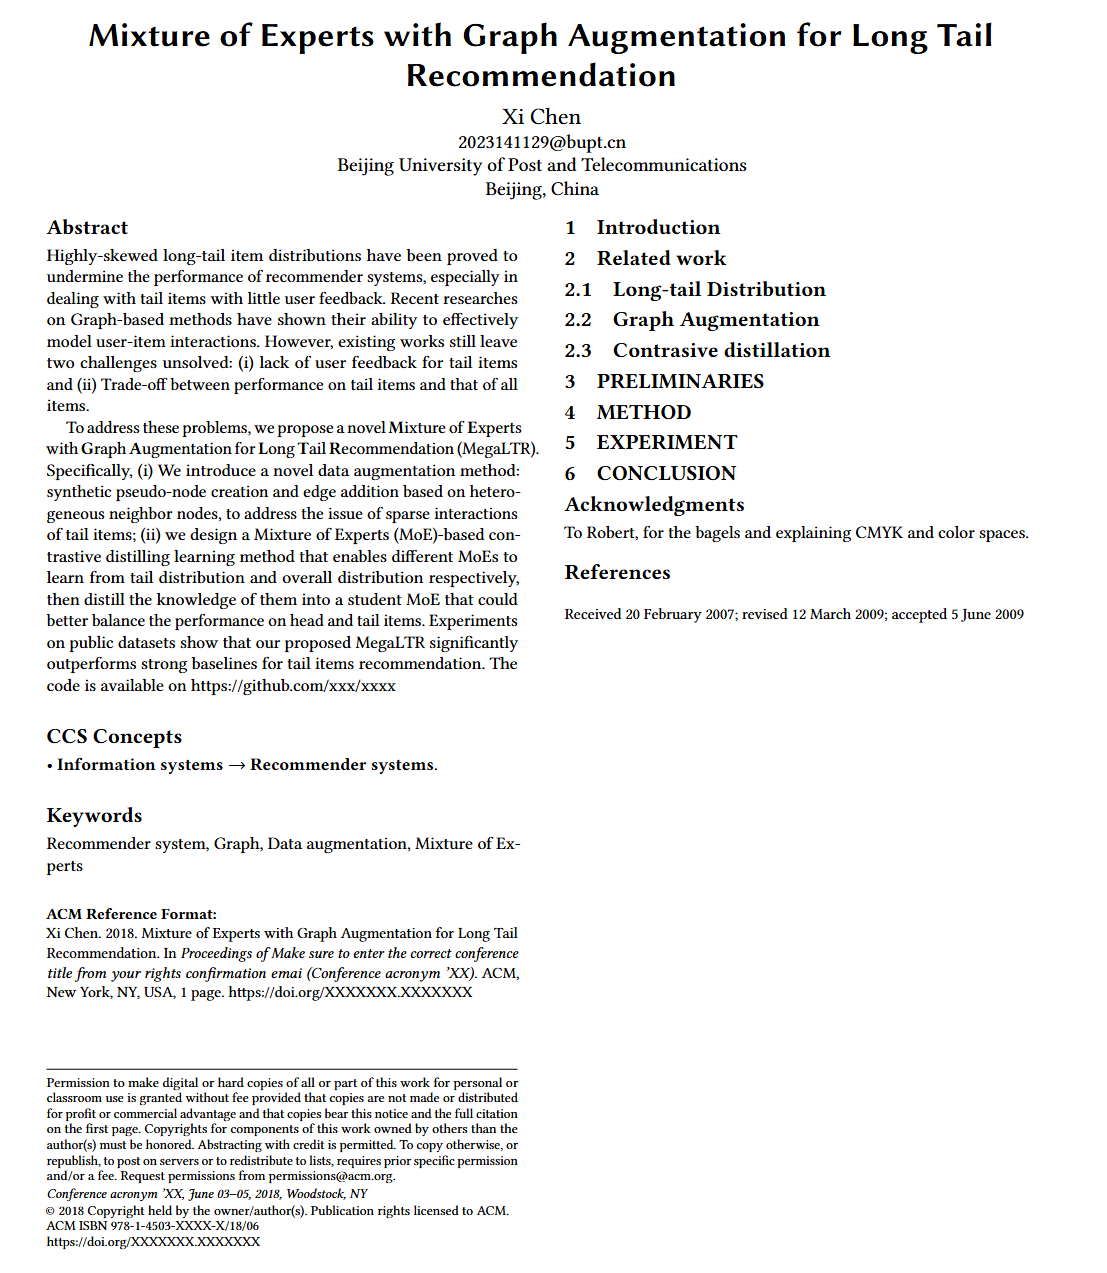 Mixture of Experts with Graph Augmentation for Long Tail
Recommendation
Xi Chen
2023141129@bupt.cn
Beijing University of Post and Telecommunications
Beijing, China
Abstract
Highly-skewed long-tail item distributions have been proved to
undermine the performance of recommender systems, especially in
dealing with tail items with little user feedback. Recent researches
on Graph-based methods have shown their ability to effectively
model user-item interactions. However, existing works still leave
two challenges unsolved: (i) lack of user feedback for tail items
and (ii) Trade-off between performance on tail items and that of all
items.
To address these problems, we propose a novel Mixture of Experts
with Graph Augmentation for Long Tail Recommendation (MegaLTR).
Specifically, (i) We introduce a novel data augmentation method:
synthetic pseudo-node creation and edge addition based on hetero-
geneous neighbor nodes, to address the issue of sparse interactions
of tail items; (ii) we design a Mixture of Experts (MoE)-based con-
trastive distilling learning method that enables different MoEs to
learn from tail distribution and overall distribution respectively,
then distill the knowledge of them into a student MoE that could
better balance the performance on head and tail items. Experiments
on public datasets show that our proposed MegaLTR significantly
outperforms strong baselines for tail items recommendation. The
code is available on https://github.com/xxx/xxxx
CCS Concepts
• Information systems → Recommender systems.
Keywords
Recommender system, Graph, Data augmentation, Mixture of Ex-
perts
ACM Reference Format:
Xi Chen. 2018. Mixture of Experts with Graph Augmentation for Long Tail
Recommendation. In Proceedings of Make sure to enter the correct conference
title from your rights confirmation emai (Conference acronym ’XX). ACM,
New York, NY, USA, 1 page. https://doi.org/XXXXXXX.XXXXXXX
Permission to make digital or hard copies of all or part of this work for personal or
classroom use is granted without fee provided that copies are not made or distributed
for profit or commercial advantage and that copies bear this notice and the full citation
on the first page. Copyrights for components of this work owned by others than the
author(s) must be honored. Abstracting with credit is permitted. To copy otherwise, or
republish, to post on servers or to redistribute to lists, requires prior specific permission
and/or a fee. Request permissions from permissions@acm.org.
Conference acronym ’XX, June 03–05, 2018, Woodstock, NY
© 2018 Copyright held by the owner/author(s). Publication rights licensed to ACM.
ACM ISBN 978-1-4503-XXXX-X/18/06
https://doi.org/XXXXXXX.XXXXXXX
1 Introduction
2 Related work
2.1 Long-tail Distribution
2.2 Graph Augmentation
2.3 Contrasive distillation
3 PRELIMINARIES
4 METHOD
5 EXPERIMENT
6 CONCLUSION
Acknowledgments
To Robert, for the bagels and explaining CMYK and color spaces.
References
Received 20 February 2007; revised 12 March 2009; accepted 5 June 2009